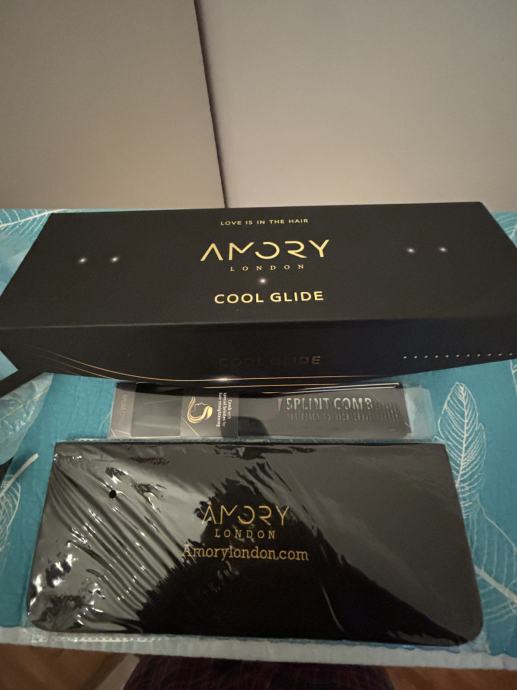 LOVE IS IN THE HAIR
AMORY
LONDON
COOL GLIDE
COOL GLIDE
SPLINT COMB
AMORY
LONDON
Amorylondon.com